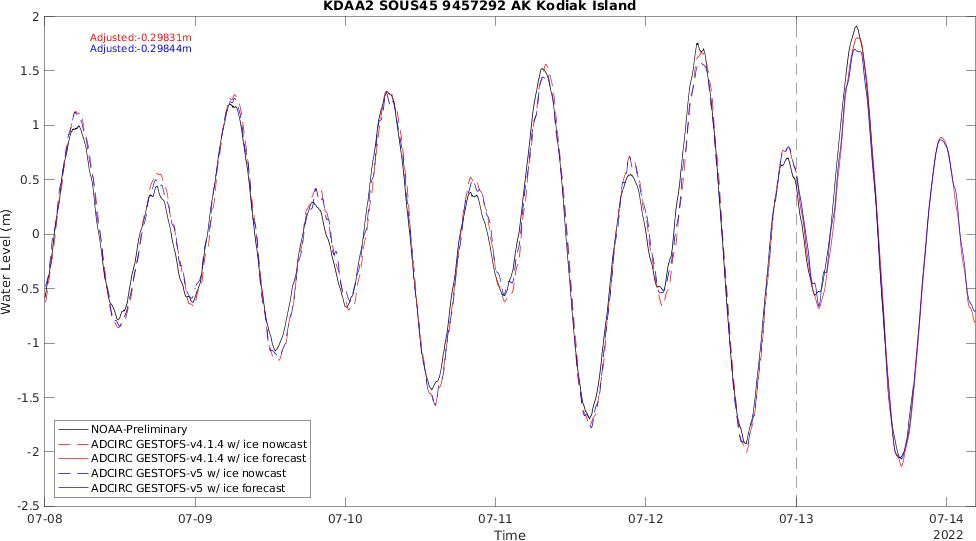 KDAA2 SOUS45 9457292 AK Kodiak Island
Adjusted:-0.29831m
Adjusted:-0.29844m
Water Level (m)
2
1.5
1
0.5
0
-0.5
-1
-1.5
-2
-2.5
NOAA-Preliminary
ADCIRC GESTOFS-v4.1.4 w/ ice nowcast
ADCIRC GESTOFS-v4.1.4 w/ ice forecast
ADCIRC GESTOFS-v5 w/ ice nowcast
ADCIRC GESTOFS-v5 w/ ice forecast
07-08 07-09 07-10 07-11 07-12 07-13 07-14
Time 2022